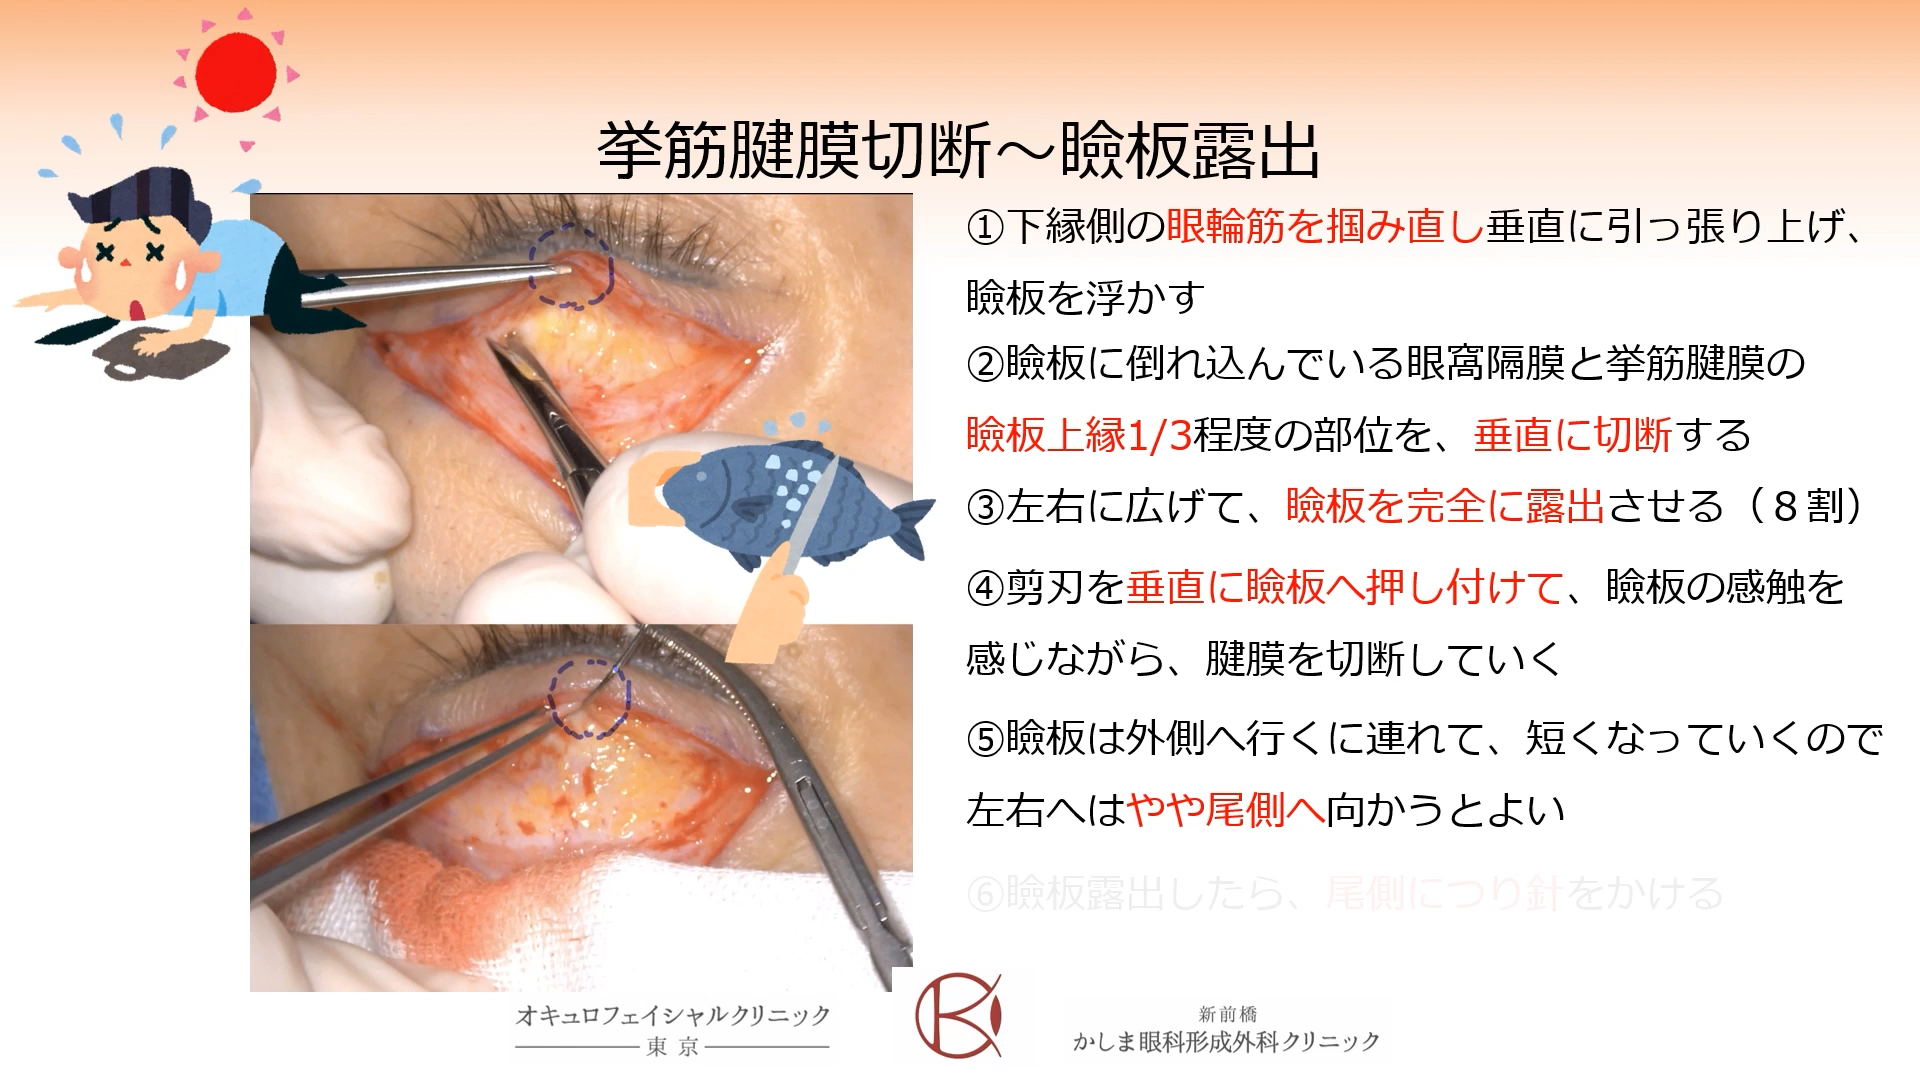 挙筋腱膜切断～瞼板露出
①下縁側の眼輪筋を掴み直し垂直に引っ張り上げ、
瞼板を浮かす
②瞼板に倒れ込んでいる眼窩隔膜と挙筋腱膜の
瞼板上縁1/3程度の部位を、垂直に切断する
③左右に広げて、瞼板を完全に露出させる（８割）
④剪刃を垂直に瞼板へ押し付けて、瞼板の感触を
感じながら、腱膜を切断していく
⑤瞼板は外側へ行くに連れて、短くなっていくので
左右へはやや尾側へ向かうとよい
⑥瞼板露出したら、尾側につり針をかける
オキュロフェイシャルクリニック
東京
新前橋
かしま眼科形成外科クリニック